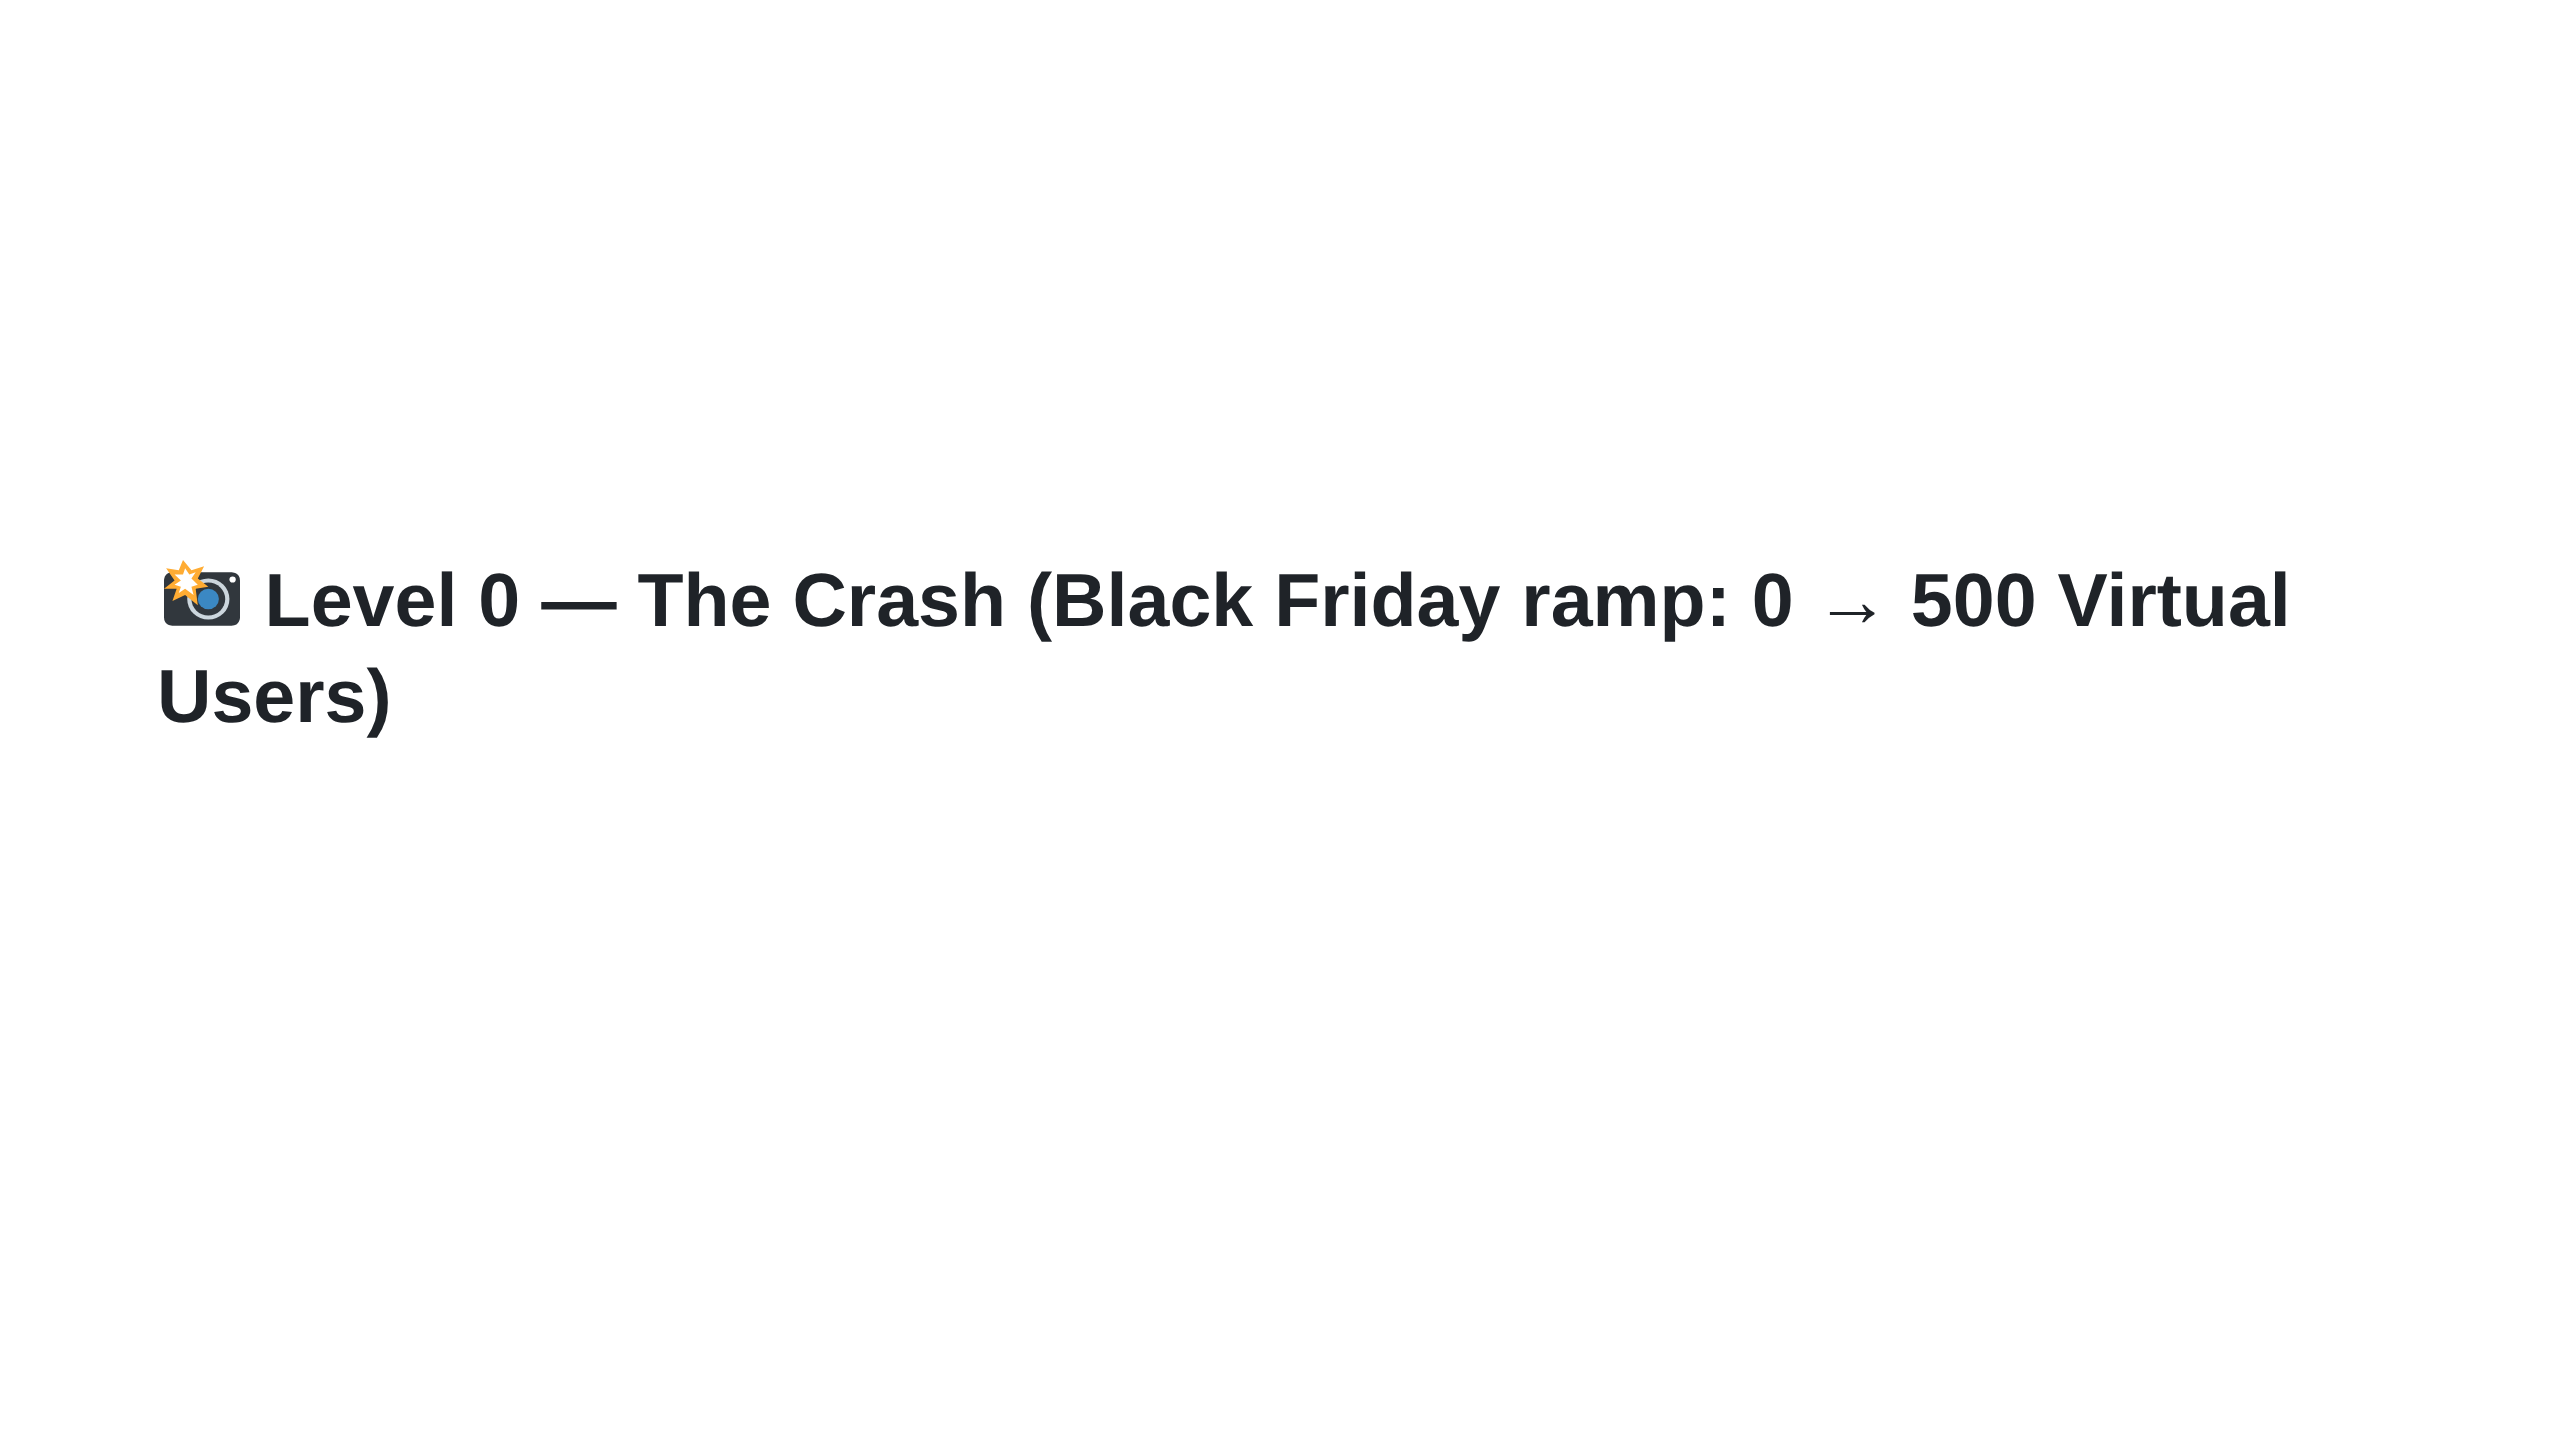 📸 Level 0 — The Crash (Black Friday ramp: 0 → 500 Virtual
Users)